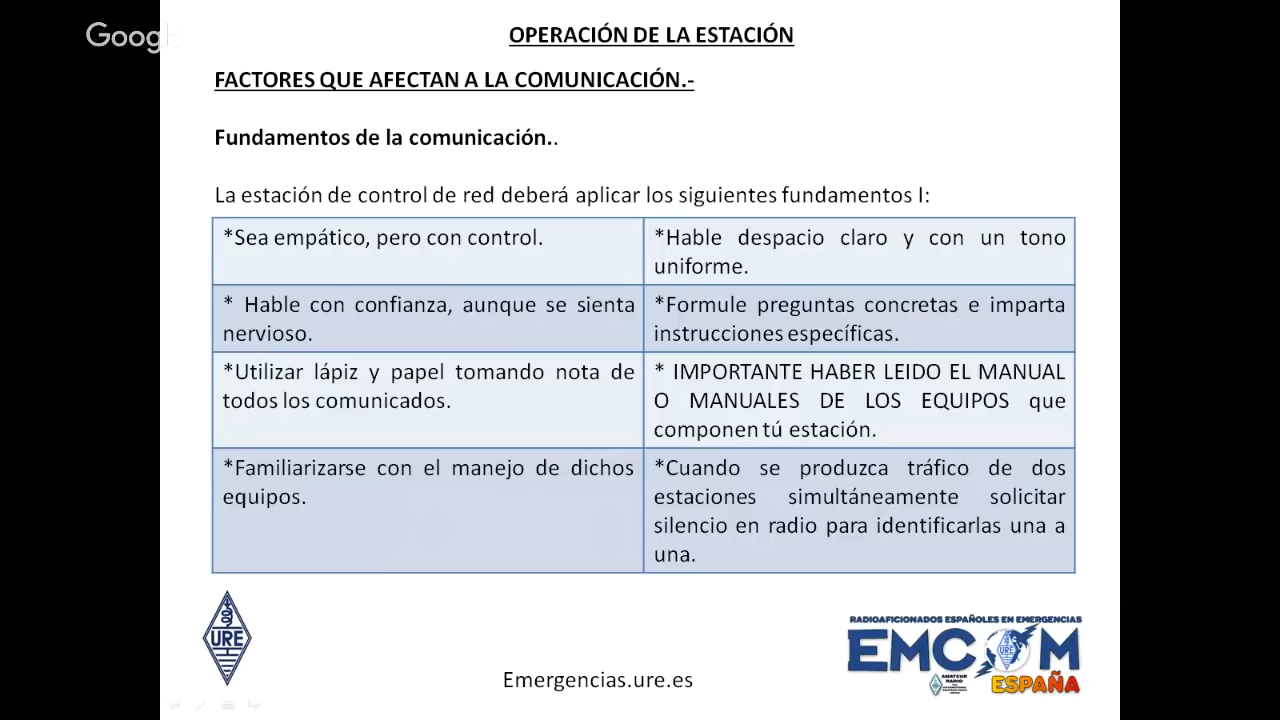 Google
OPERACIÓN DE LA ESTACIÓN
FACTORES QUE AFECTAN A LA COMUNICACIÓN.-
Fundamentos de la comunicación..
La estación de control de red deberá aplicar los siguientes fundamentos I:
*Sea empático, pero con control.
*Hable despacio claro y con un tono
uniforme.
* Hable con confianza, aunque se sienta
nervioso.
*Formule preguntas concretas e imparta
instrucciones específicas.
*Utilizar lápiz y papel tomando nota de
todos los comunicados.
* IMPORTANTE HABER LEIDO EL MANUAL
O MANUALES DE LOS EQUIPOS que
componen tú estación.
*Familiarizarse con el manejo de dichos
equipos.
*Cuando se produzca tráfico de dos
estaciones simultáneamente solicitar
silencio en radio para identificarlas una a
una.
URE
Emergencias.ure.es
RADIOAFICIONADOS ESPAÑOLES EN EMERGENCIAS
EMCOM
URE
AMATEUR
RADIO
ESPAÑA